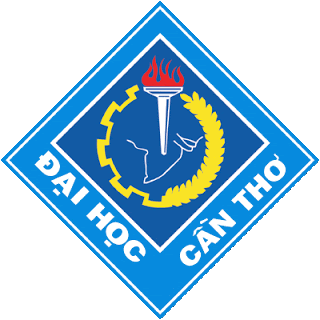 ĐẠI HỌC
CẦN THƠ